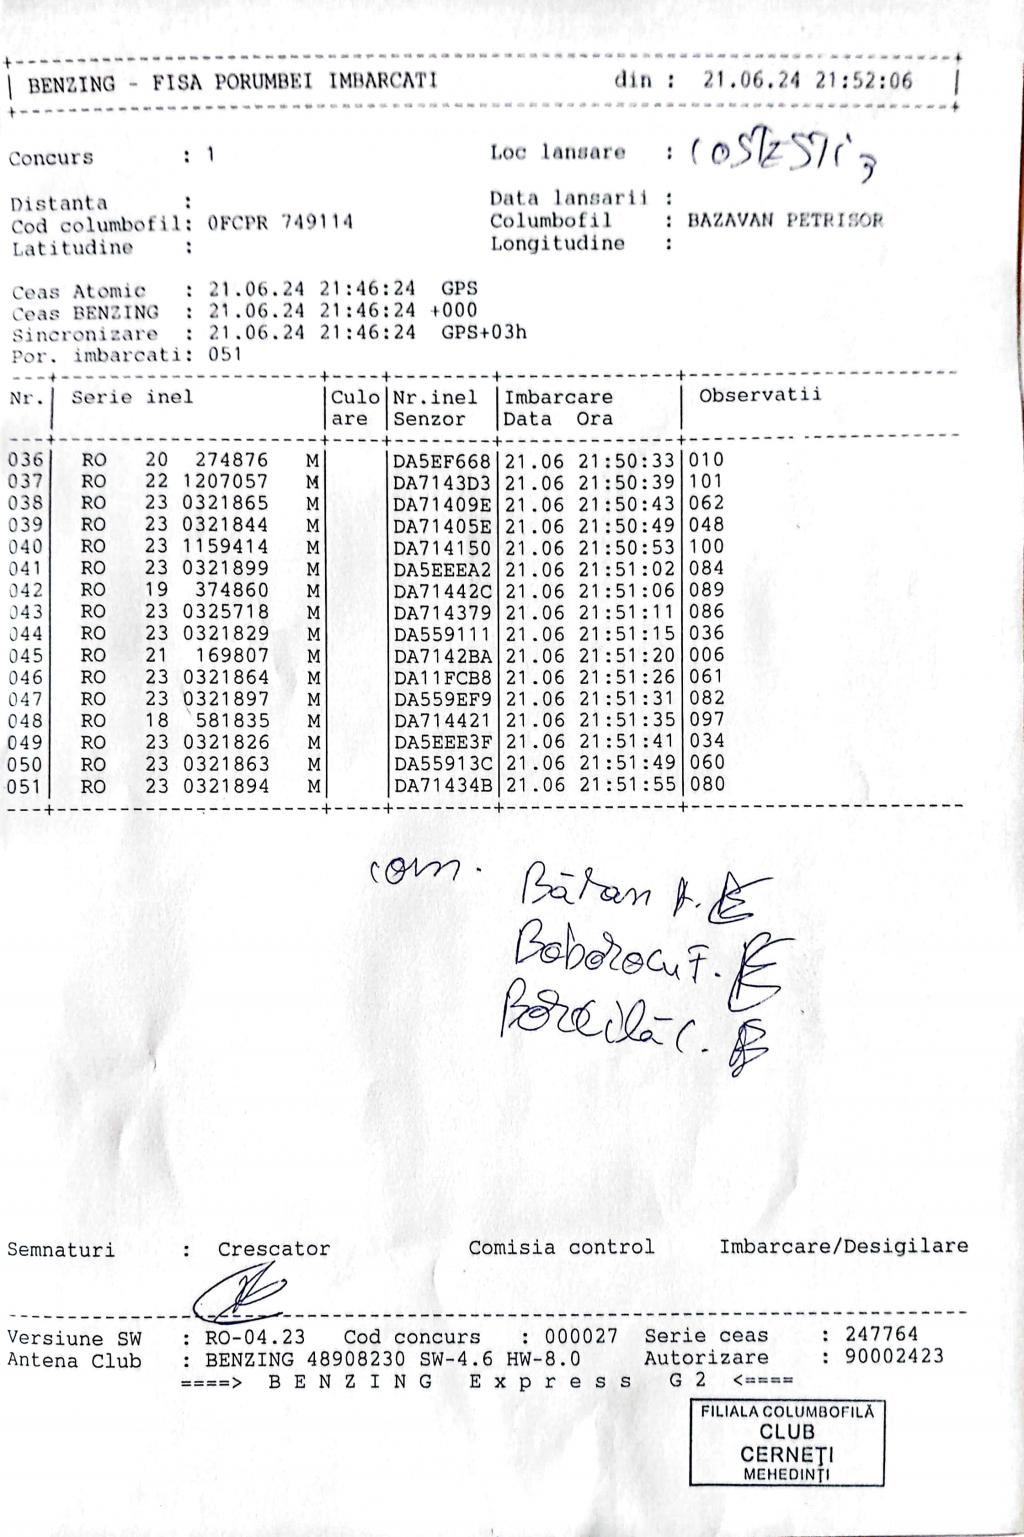 BENZING - FISA PORUMBEI IMBARCATI din : 21.06.24 21:52:06
Concurs : 1 Loc lansare : COSTESTI 3
Distanta : Data lansarii :
Cod columbofil: 0FCPR 749114 Columbofil : BAZAVAN PETRISOR
Latitudine : Longitudine :
Ceas Atomic : 21.06.24 21:46:24 GPS
Ceas BENZING : 21.06.24 21:46:24 +000
Sincronizare : 21.06.24 21:46:24 GPS+03h
Por. imbarcati: 051
Nr. Serie inel Culo Nr.inel Imbarcare Observatii
are Senzor Data Ora
036 RO 20 274876 M DA5EF668 21.06 21:50:33 010
037 RO 22 1207057 M DA7143D3 21.06 21:50:39 101
038 RO 23 0321865 M DA71409E 21.06 21:50:43 062
039 RO 23 0321844 M DA71405E 21.06 21:50:49 048
040 RO 23 1159414 M DA714150 21.06 21:50:53 100
041 RO 23 0321899 M DA5EEEA2 21.06 21:51:02 084
042 RO 19 374860 M DA71442C 21.06 21:51:06 089
043 RO 23 0325718 M DA714379 21.06 21:51:11 086
044 RO 23 0321829 M DA559111 21.06 21:51:15 036
045 RO 21 169807 M DA7142BA 21.06 21:51:20 006
046 RO 23 0321864 M DA11FCB8 21.06 21:51:26 061
047 RO 23 0321897 M DA559EF9 21.06 21:51:31 082
048 RO 18 581835 M DA714421 21.06 21:51:35 097
049 RO 23 0321826 M DA5EEE3F 21.06 21:51:41 034
050 RO 23 0321863 M DA55913C 21.06 21:51:49 060
051 RO 23 0321894 M DA71434B 21.06 21:51:55 080
com.
Bătan A.
Boborocu F.
Borcilă C.
Semnaturi : Crescator Comisia control Imbarcare/Desigilare
Versiune SW : RO-04.23 Cod concurs : 000027 Serie ceas : 247764
Antena Club : BENZING 48908230 SW-4.6 HW-8.0 Autorizare : 90002423
====> B E N Z I N G E x p r e s s G 2 <====
FILIALA COLUMBOFILĂ
CLUB
CERNEŢI
MEHEDINŢI